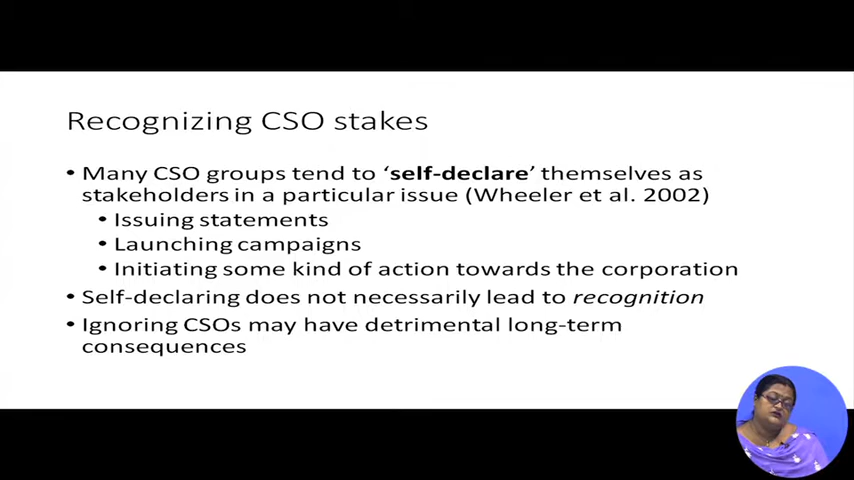 Recognizing CSO stakes
• Many CSO groups tend to ‘self-declare’ themselves as
stakeholders in a particular issue (Wheeler et al. 2002)
• Issuing statements
• Launching campaigns
• Initiating some kind of action towards the corporation
• Self-declaring does not necessarily lead to recognition
• Ignoring CSOs may have detrimental long-term
consequences